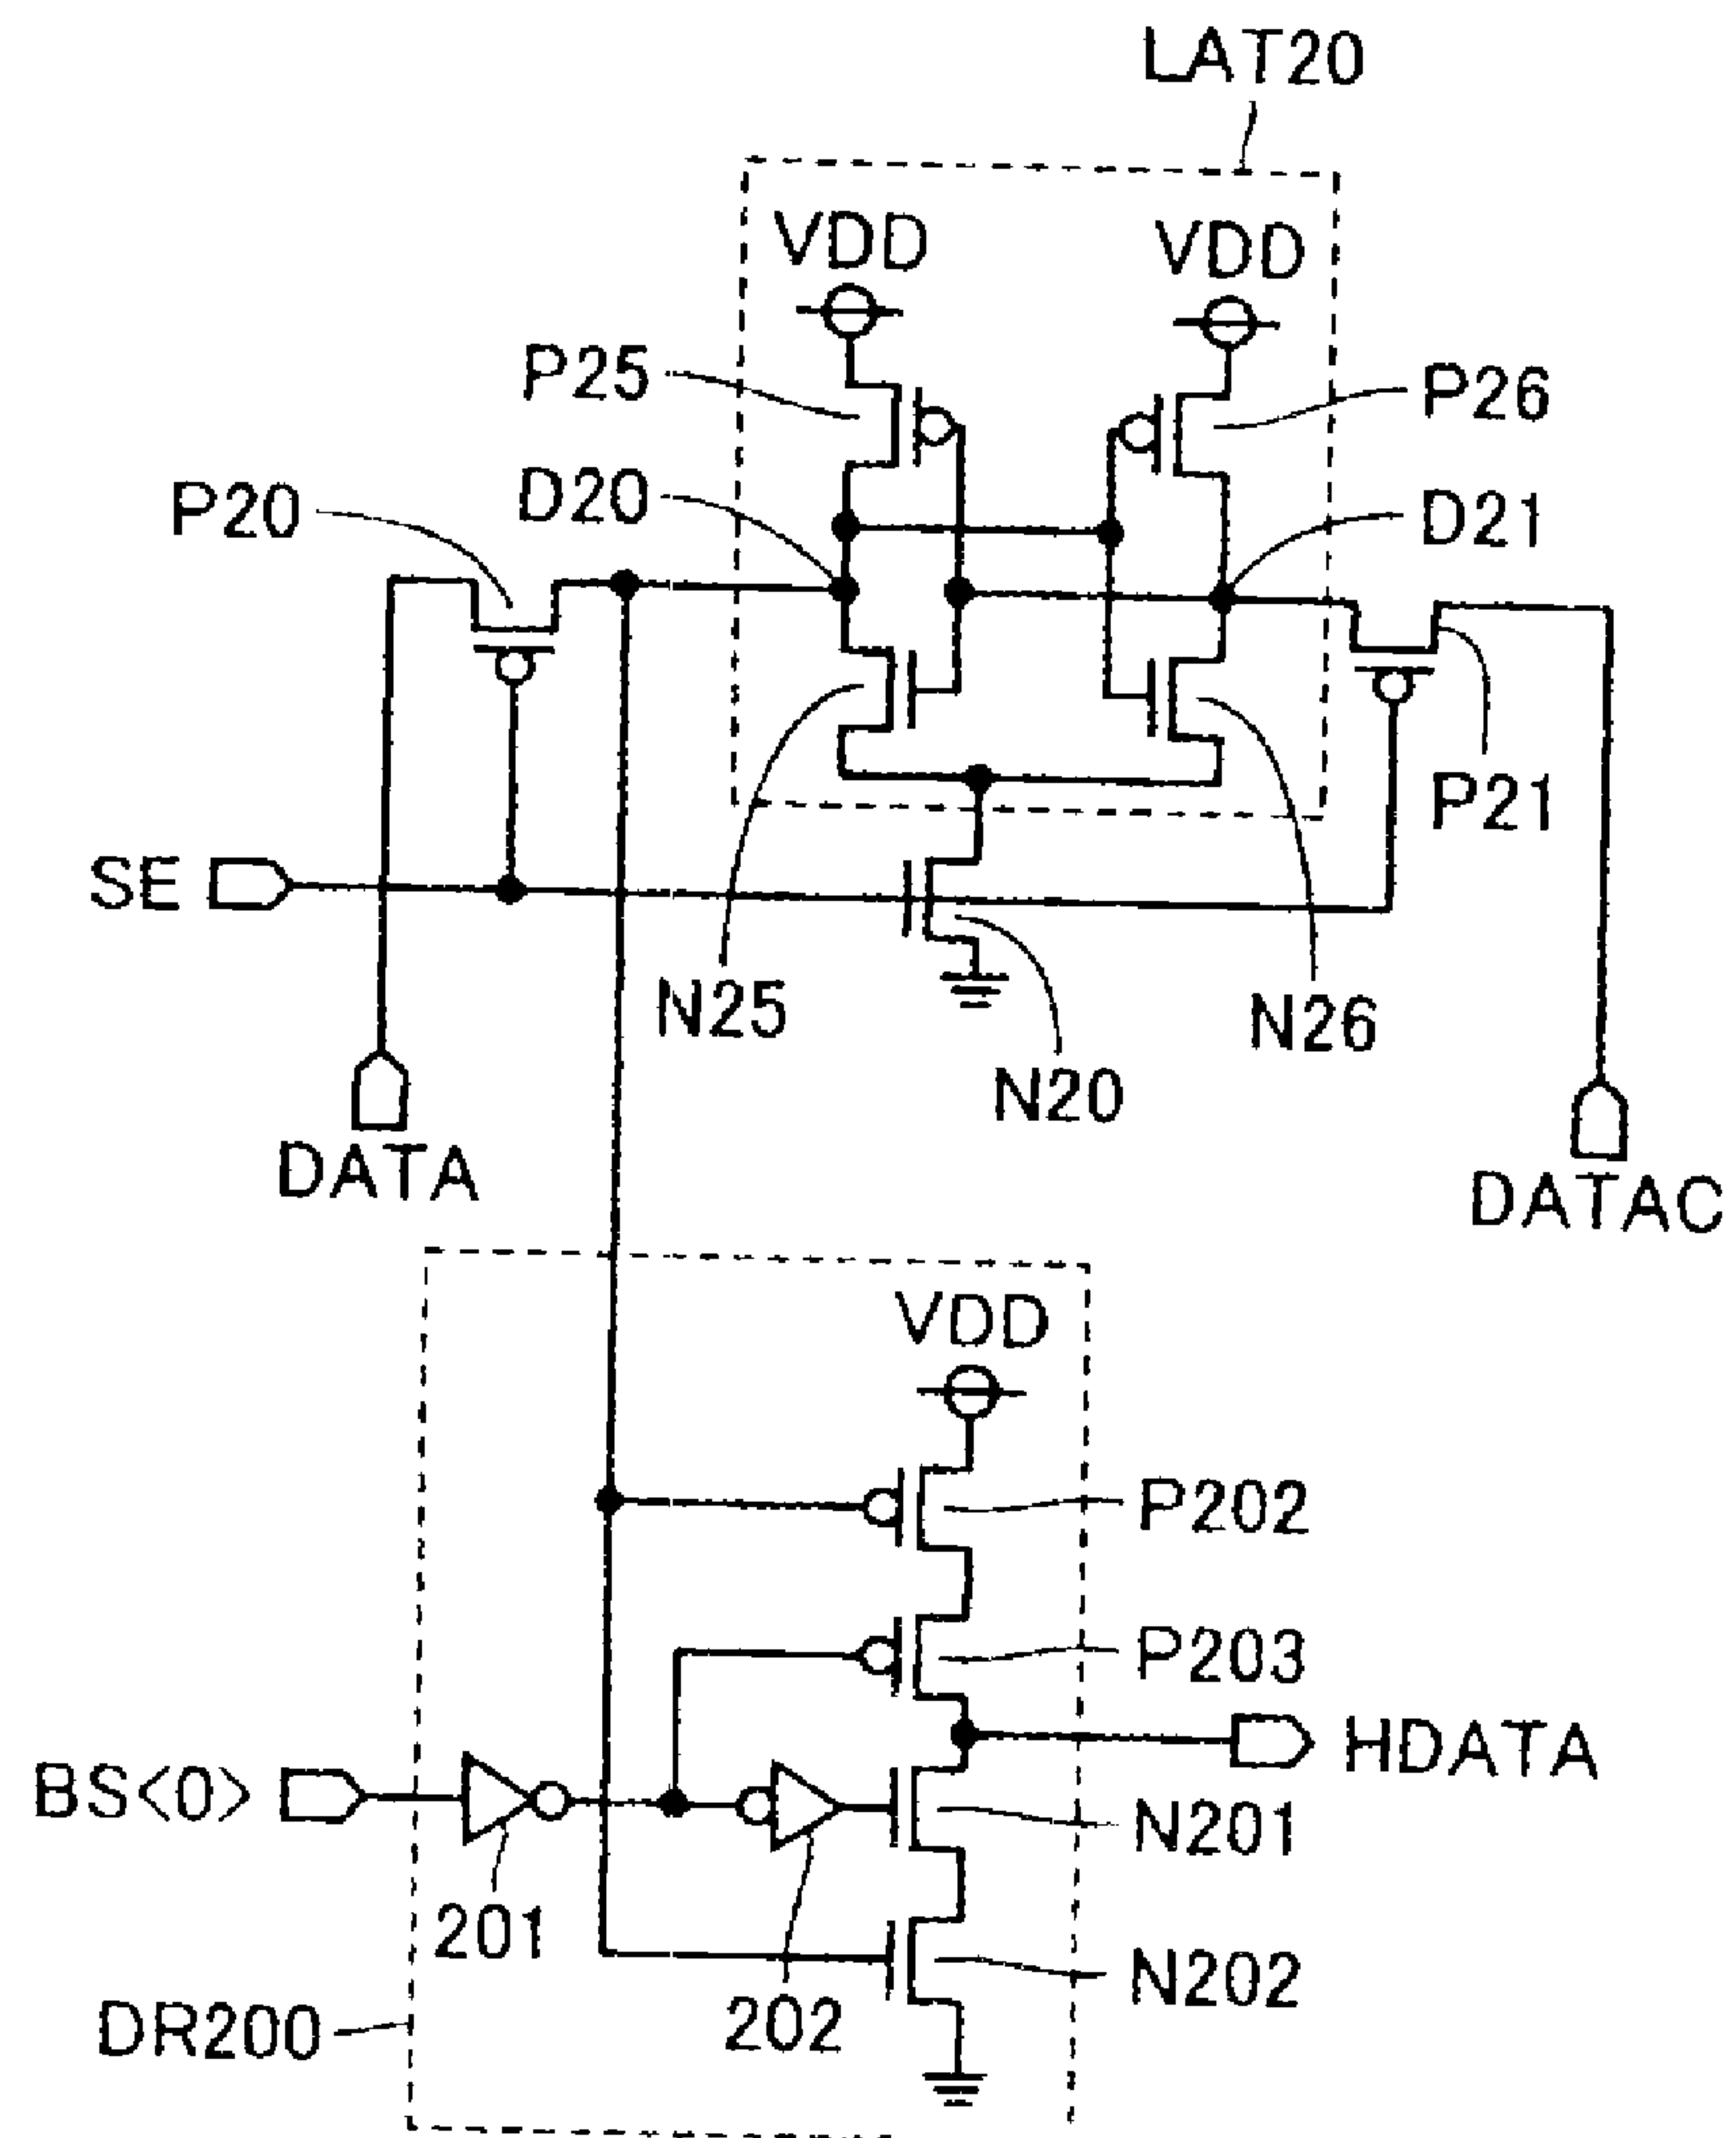 LAT20
VDD
VDD
P25
P26
P20
D20
D21
P21
SE
N25
N26
N20
DATA
DATAC
VDD
P202
P203
HDATA
BS<0>
N201
201
N202
202
DR200